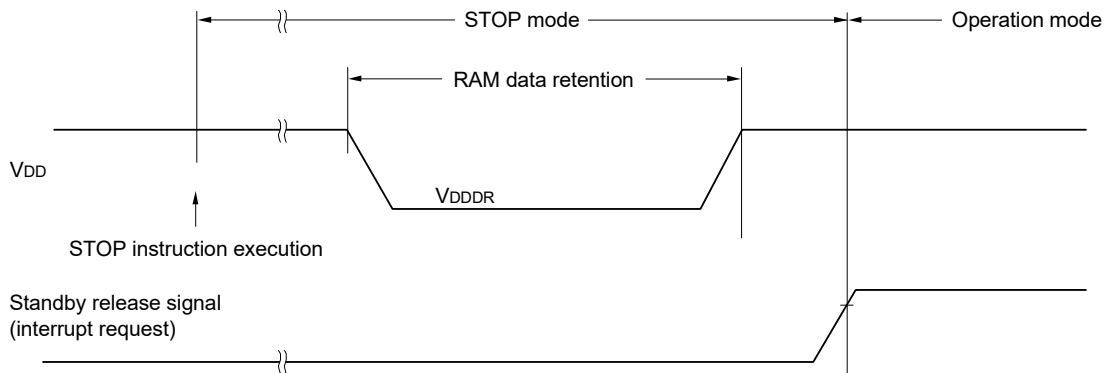 STOP mode
Operation mode
RAM data retention
VDD
VDDDR
STOP instruction execution
Standby release signal
(interrupt request)